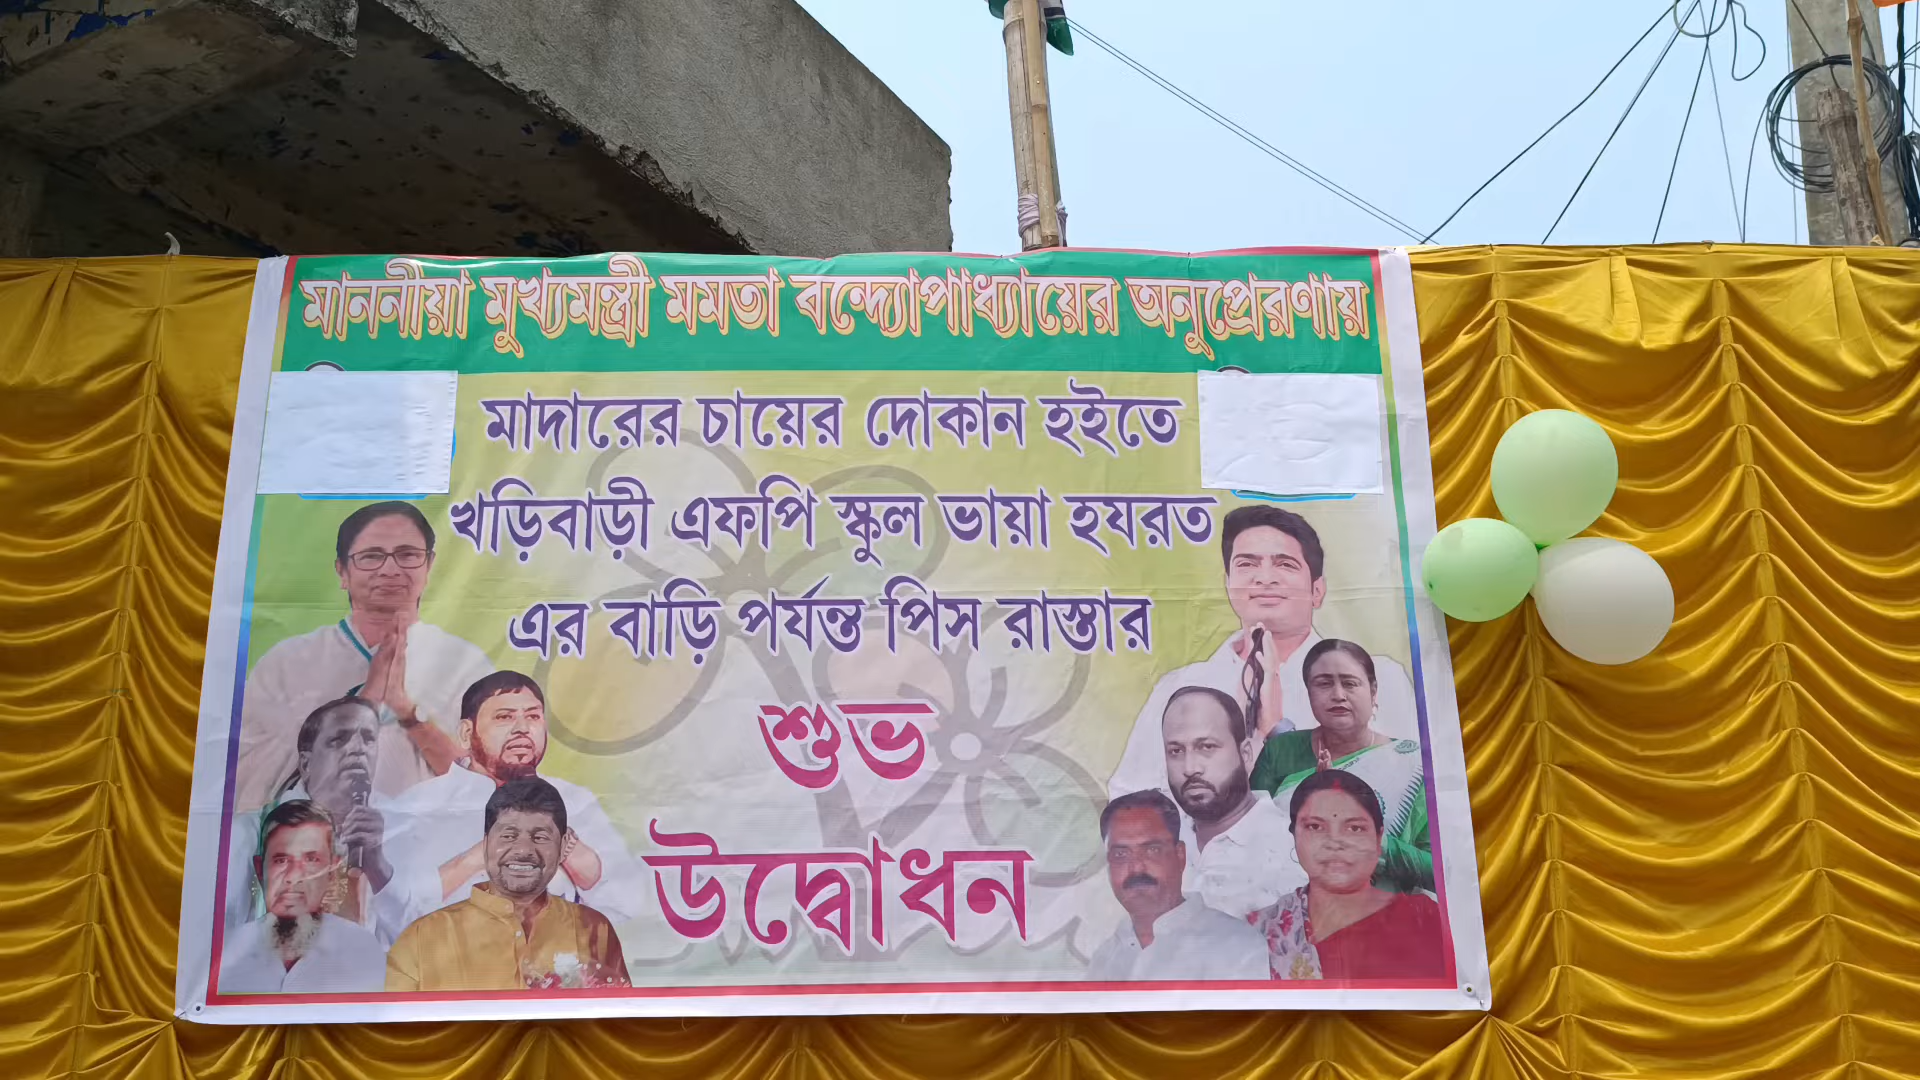 মাননীয়া মুখ্যমন্ত্রী মমতা বন্দ্যোপাধ্যায়ের অনুপ্রেরণায়
মাদারের চায়ের দোকান হইতে
খড়িবাড়ী এফপি স্কুল ভায়া হযরত
এর বাড়ি পর্যন্ত পিস রাস্তার
শুভ
উদ্বোধন